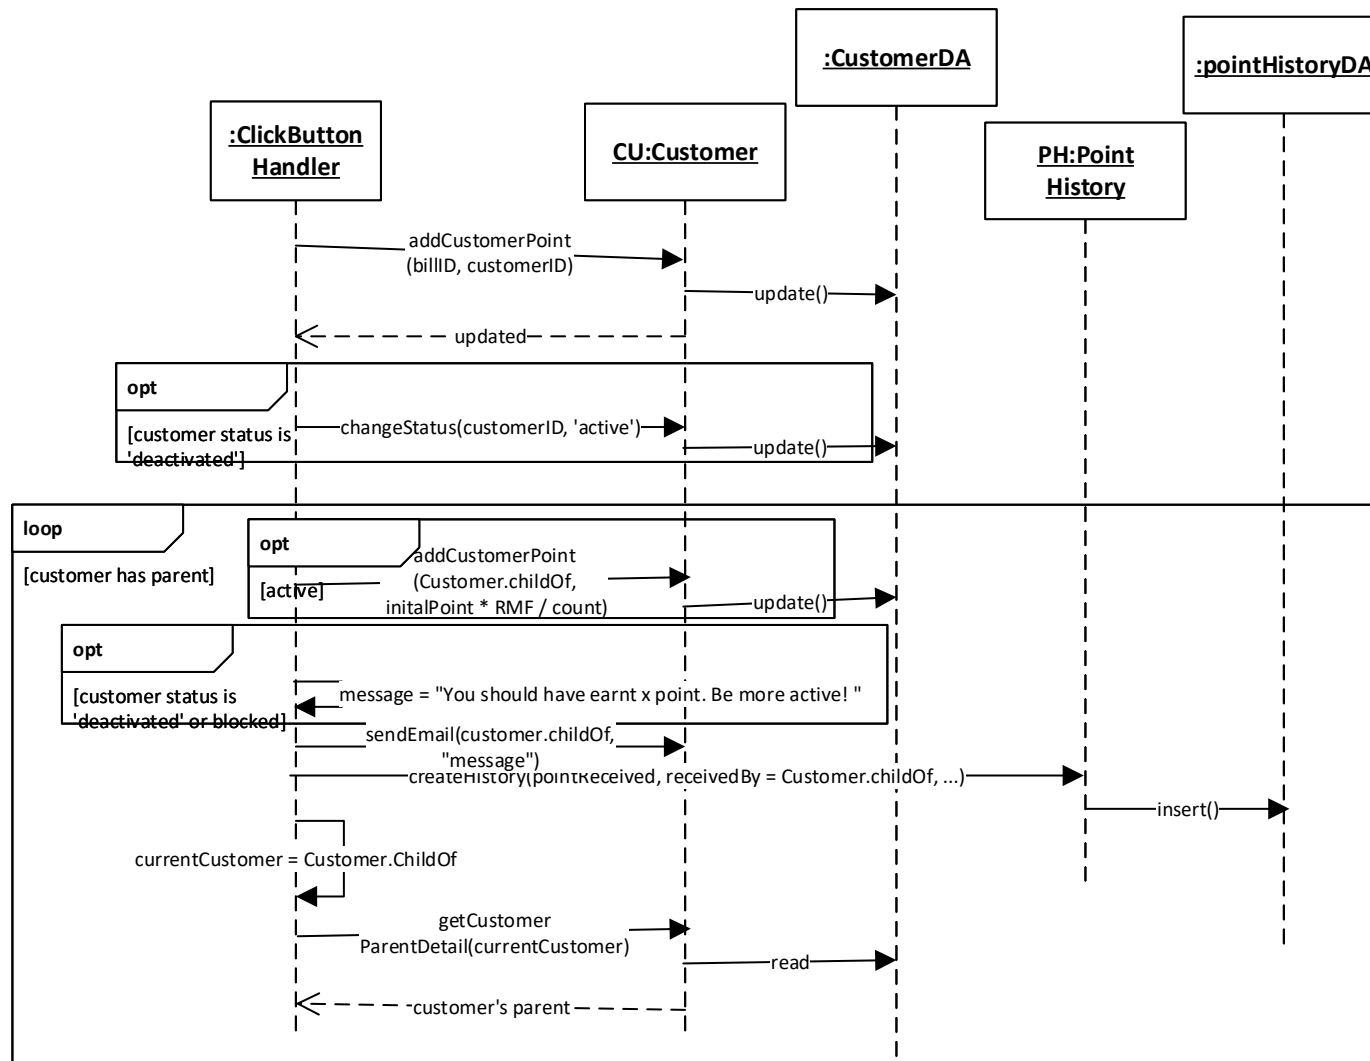 :CustomerDA
:pointHistoryDA
:ClickButton
Handler
CU:Customer
PH:Point
History
addCustomerPoint
(billID, customerID)
update()
updated
opt
[customer status is
'deactivated']
changeStatus(customerID, 'active')
update()
loop
[customer has parent]
opt
[active]
addCustomerPoint
(Customer.childOf,
initalPoint * RMF / count)
update()
opt
[customer status is
'deactivated' or blocked]
message = "You should have earnt x point. Be more active! "
sendEmail(customer.childOf,
"message")
createHistory(pointReceived, receivedBy = Customer.childOf, ...)
insert()
currentCustomer = Customer.ChildOf
getCustomer
ParentDetail(currentCustomer)
read
customer's parent